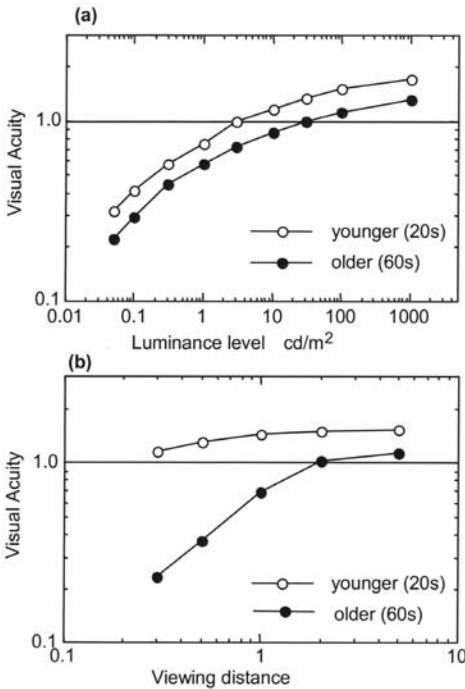 (a)
Visual Acuity
1.0
0.1
younger (20s)
older (60s)
0.01 0.1 1 10 100 1000
Luminance level cd/m²
(b)
Visual Acuity
1.0
0.1
younger (20s)
older (60s)
0.1 1 10
Viewing distance